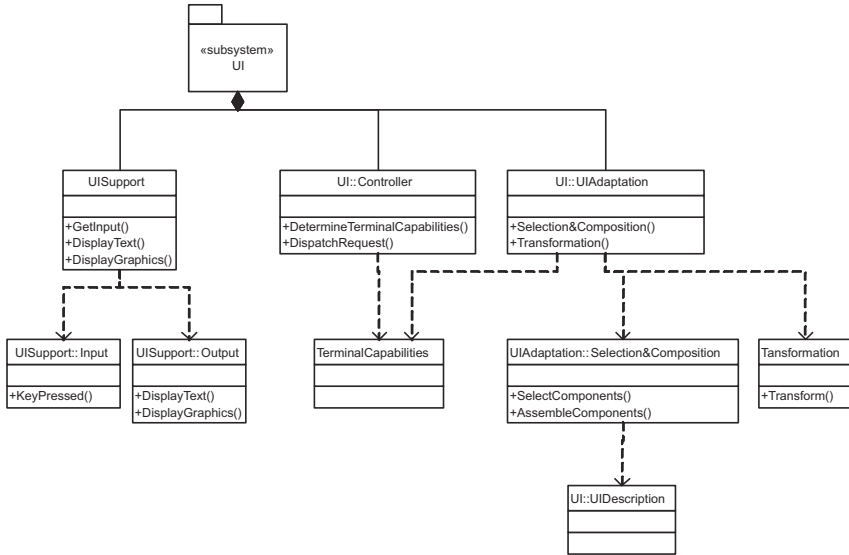 «subsystem»
UI
UISupport
+GetInput()
+DisplayText()
+DisplayGraphics()
UI::Controller
+DetermineTerminalCapabilities()
+DispatchRequest()
UI::UIAdaptation
+Selection&Composition()
+Transformation()
UISupport::Input
+KeyPressed()
UISupport::Output
+DisplayText()
+DisplayGraphics()
TerminalCapabilities
UIAdaptation::Selection&Composition
+SelectComponents()
+AssembleComponents()
Tansformation
+Transform()
UI::UIDescription